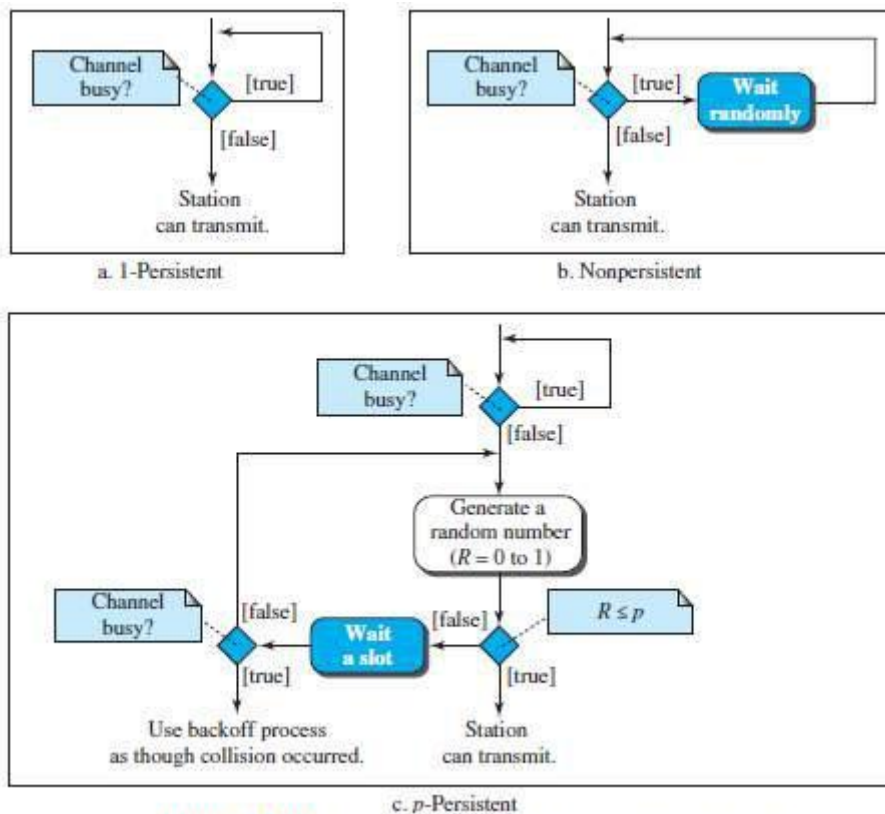 Channel
busy?
[true]
[false]
Station
can transmit.
a. 1-Persistent
Channel
busy?
[true]
Wait
randomly
[false]
Station
can transmit.
b. Nonpersistent
Channel
busy?
[true]
[false]
Generate a
random number
(R = 0 to 1)
Channel
busy?
[false]
Wait
a slot
[false]
R ≤ p
[true]
[true]
Use backoff process
as though collision occurred.
Station
can transmit.
c. p-Persistent